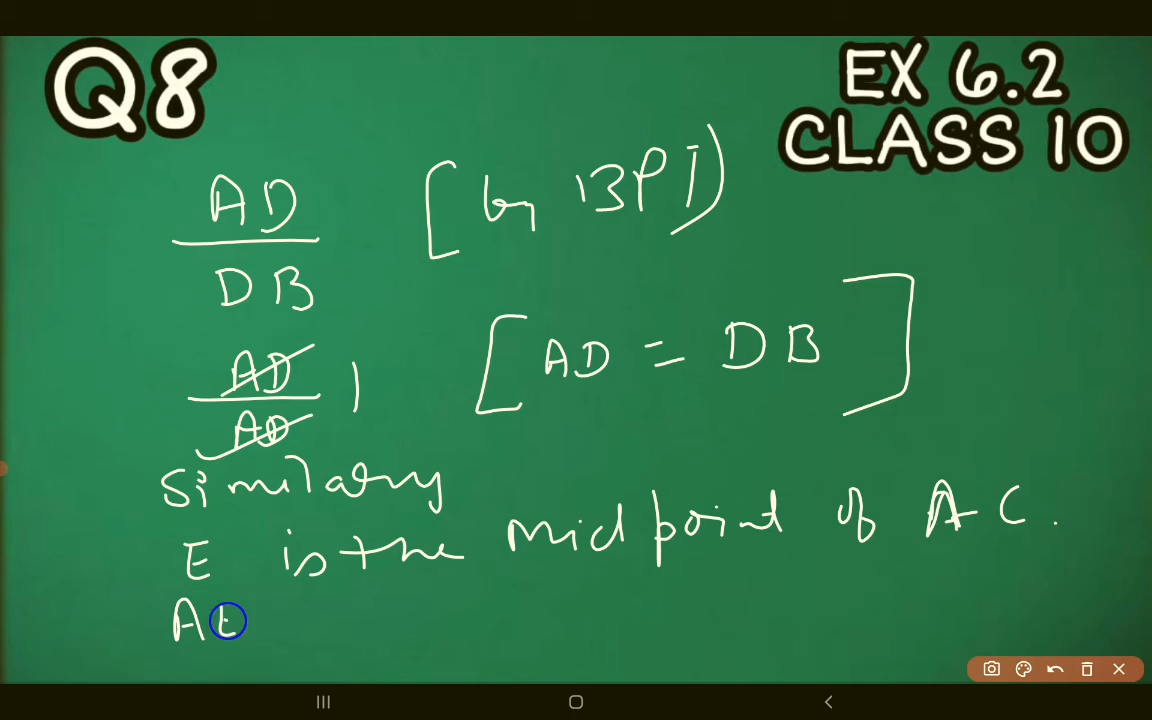 Q8
EX 6.2
CLASS 10
AD
DB
[by BPT)
AD
AD
1
[AD = DB]
Similary
E is the midpoint of AC.
AE